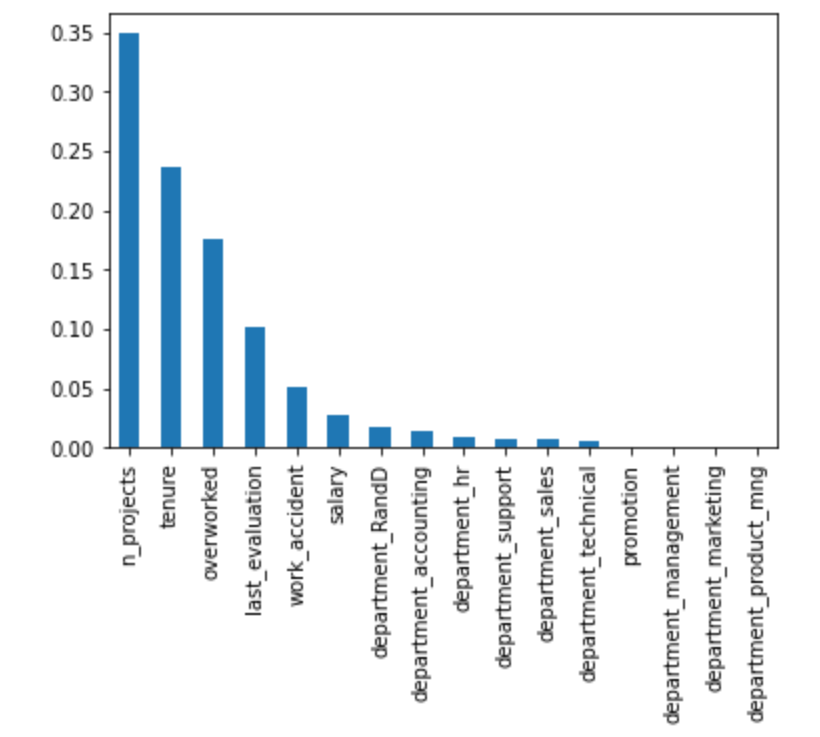 0.35
0.30
0.25
0.20
0.15
0.10
0.05
0.00
n_projects
tenure
overworked
last_evaluation
work_accident
salary
department_RandD
department_accounting
department_hr
department_support
department_sales
department_technical
promotion
department_management
department_marketing
department_product_mng